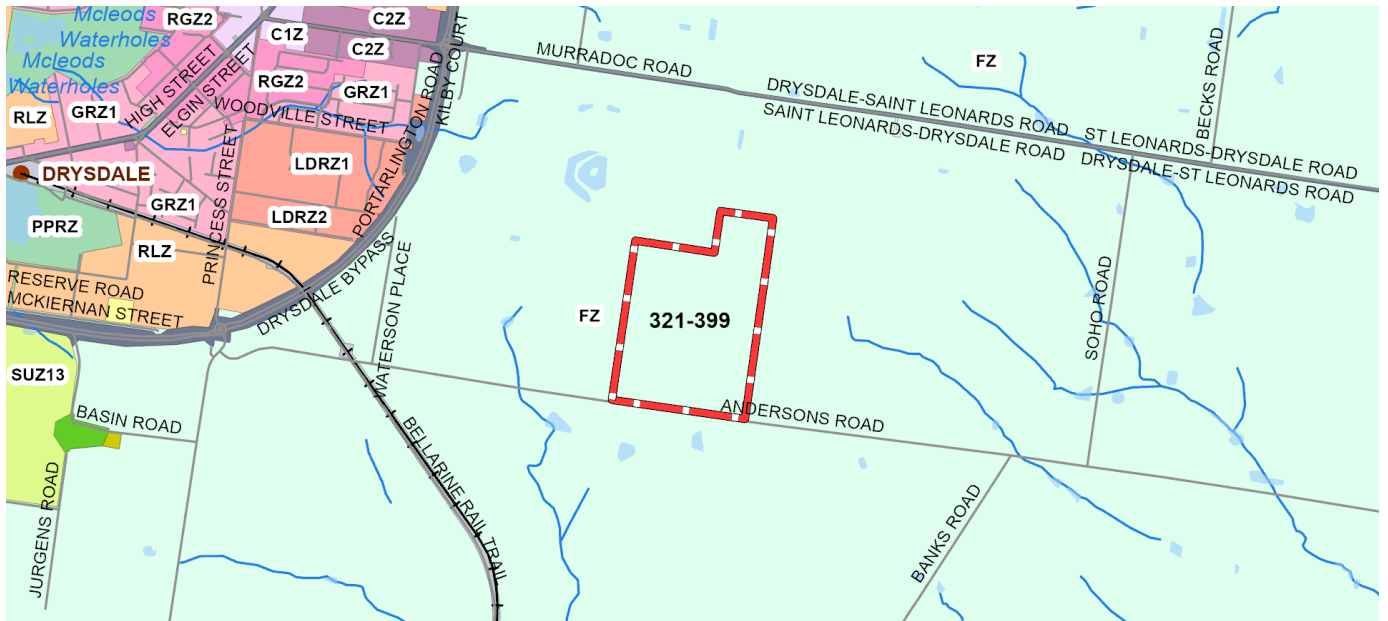 Mcleods
Waterholes
Mcleods
Waterholes
RGZ2
C1Z
C2Z
C2Z
RGZ2
GRZ1
RLZ
GRZ1
HIGH STREET
ELGIN STREET
WOODVILLE STREET
PORTARLINGTON ROAD
KILBY COURT
MURRADOC ROAD
FZ
BECKS ROAD
DRYSDALE-SAINT LEONARDS ROAD
SAINT LEONARDS-DRYSDALE ROAD
ST LEONARDS-DRYSDALE ROAD
DRYSDALE-ST LEONARDS ROAD
DRYSDALE
LDRZ1
GRZ1
LDRZ2
PPRZ
RLZ
PRINCESS STREET
RESERVE ROAD
MCKIERNAN STREET
DRYSDALE BYPASS
WATERSON PLACE
FZ
321-399
SOHO ROAD
SUZ13
BASIN ROAD
ANDERSONS ROAD
JURGENS ROAD
BELLARINE RAIL TRAIL
BANKS ROAD